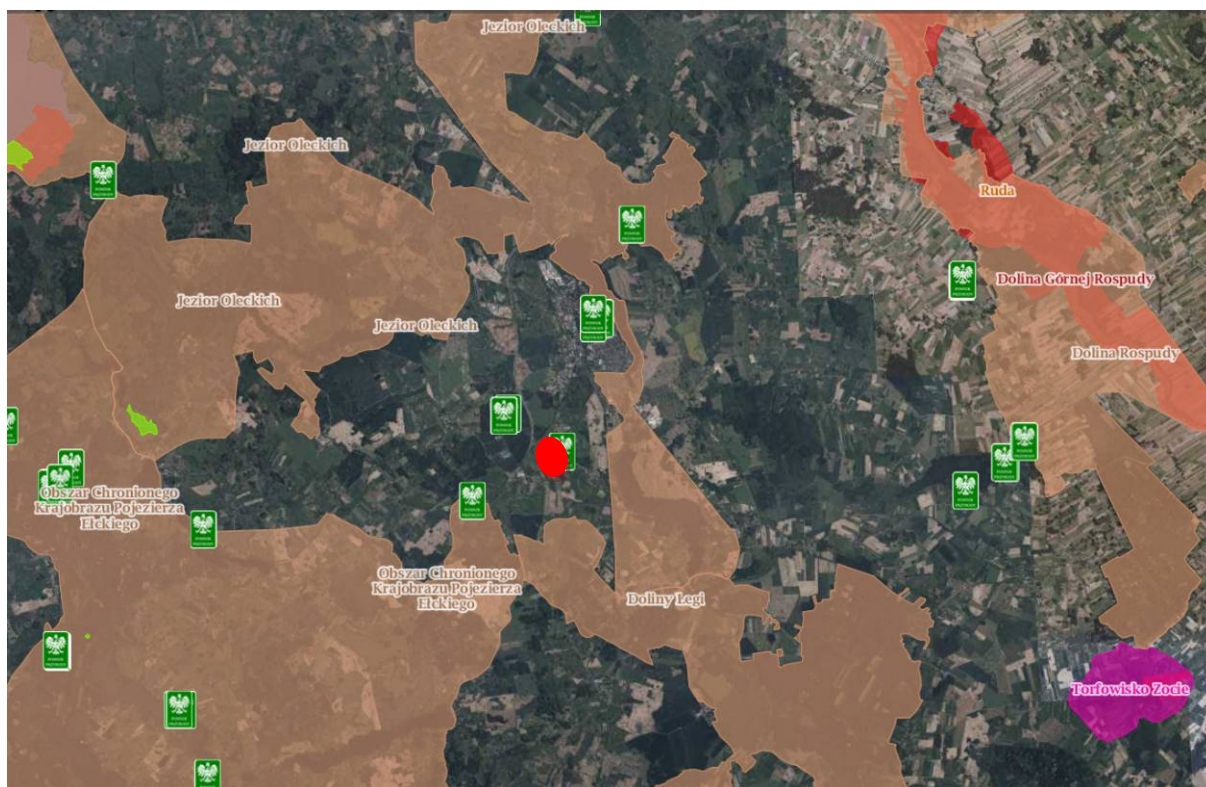 Jezior Oleckich
Jezior Oleckich
Ruda
Dolina Górnej Rospudy
Jezior Oleckich
Jezior Oleckich
Dolina Rospudy
Obszar Chronionego
Krajobrazu Pojezierza
Ełckiego
Obszar Chronionego
Krajobrazu Pojezierza
Ełckiego
Doliny Legi
Torfowisko Zocie